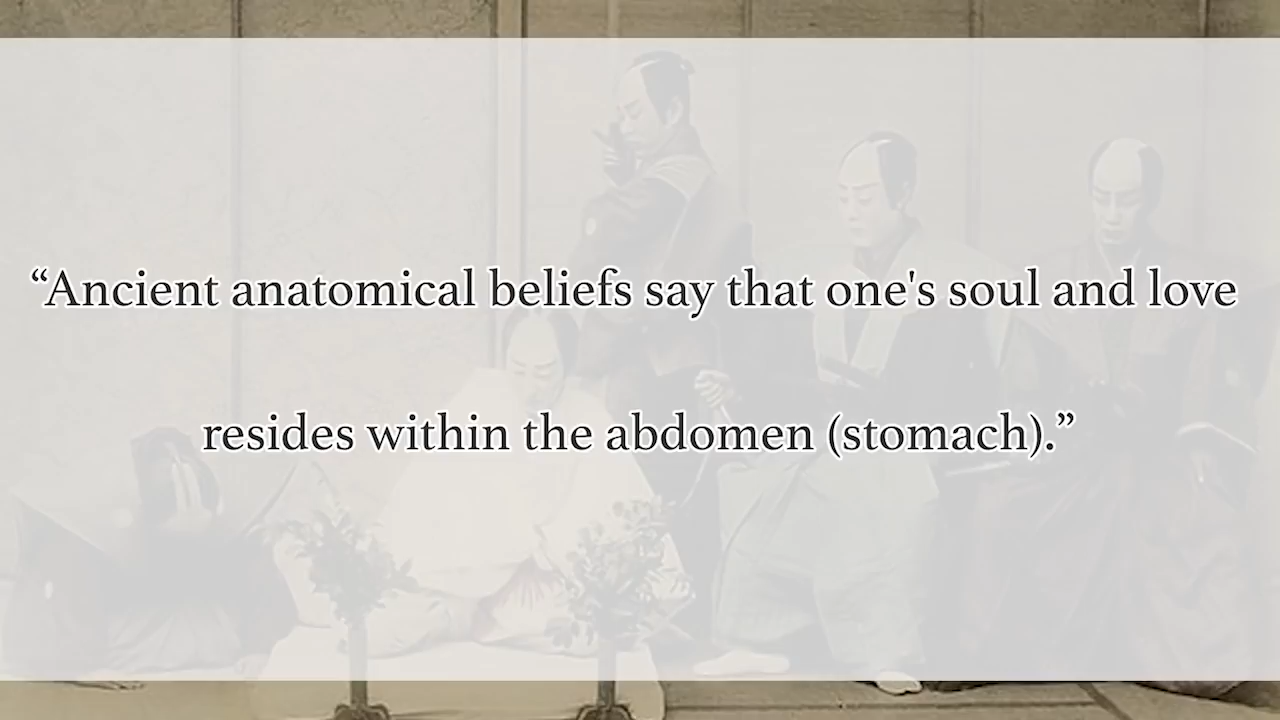 “Ancient anatomical beliefs say that one's soul and love
resides within the abdomen (stomach).”